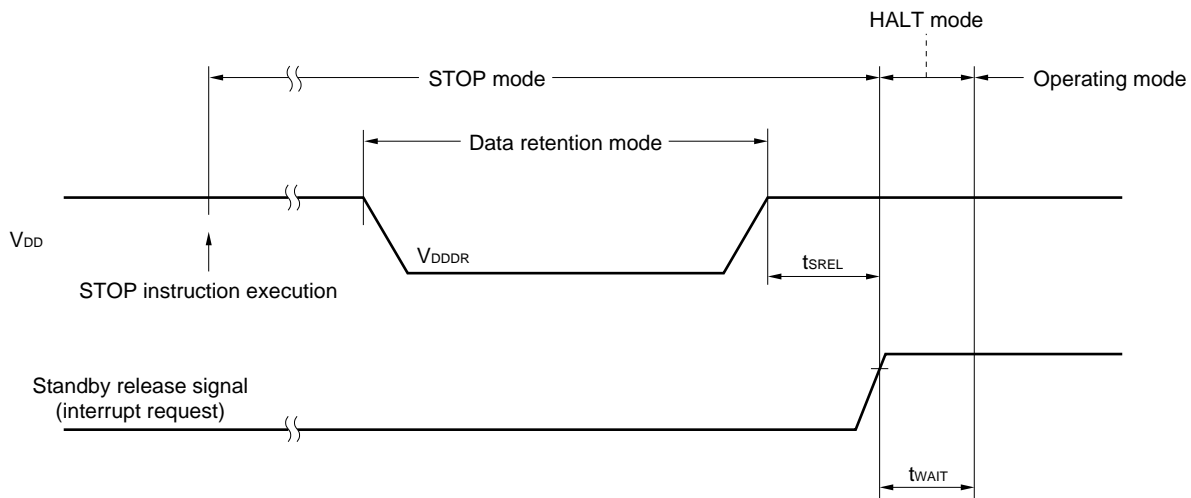 HALT mode
STOP mode
Operating mode
Data retention mode
VDD
VDDDR
tSREL
STOP instruction execution
Standby release signal
(interrupt request)
tWAIT